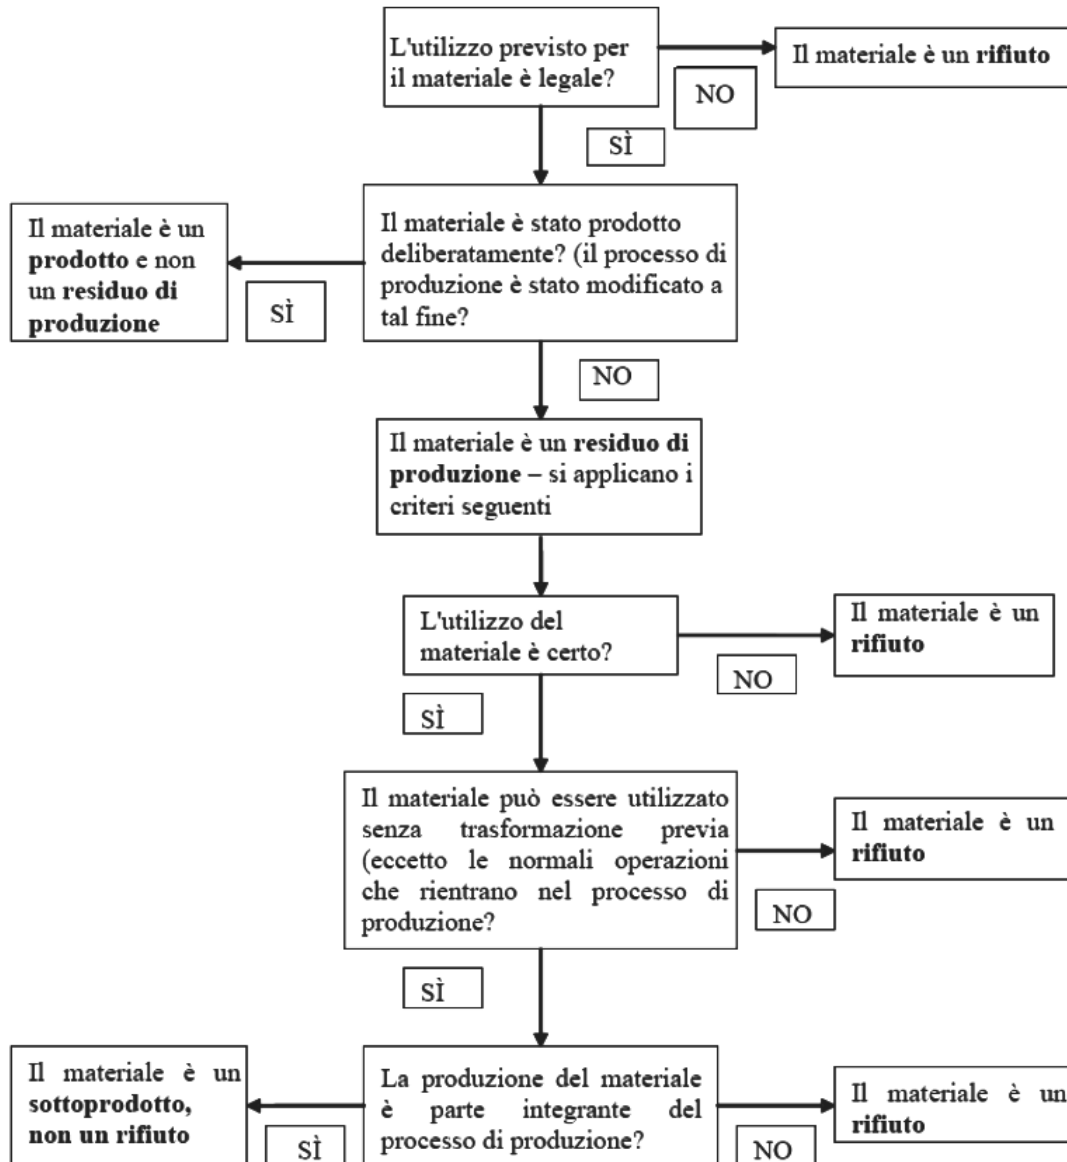 L'utilizzo previsto per
il materiale è legale?
Il materiale è un rifiuto
NO
SÌ
Il materiale è un
prodotto e non
un residuo di
produzione
SÌ
Il materiale è stato prodotto
deliberatamente? (il processo di
produzione è stato modificato a
tal fine?
NO
Il materiale è un residuo di
produzione – si applicano i
criteri seguenti
L'utilizzo del
materiale è certo?
Il materiale è un
rifiuto
NO
SÌ
Il materiale può essere utilizzato
senza trasformazione previa
(eccetto le normali operazioni
che rientrano nel processo di
produzione?
Il materiale è un
rifiuto
NO
SÌ
Il materiale è un
sottoprodotto,
non un rifiuto
SÌ
La produzione del materiale
è parte integrante del
processo di produzione?
NO
Il materiale è un
rifiuto